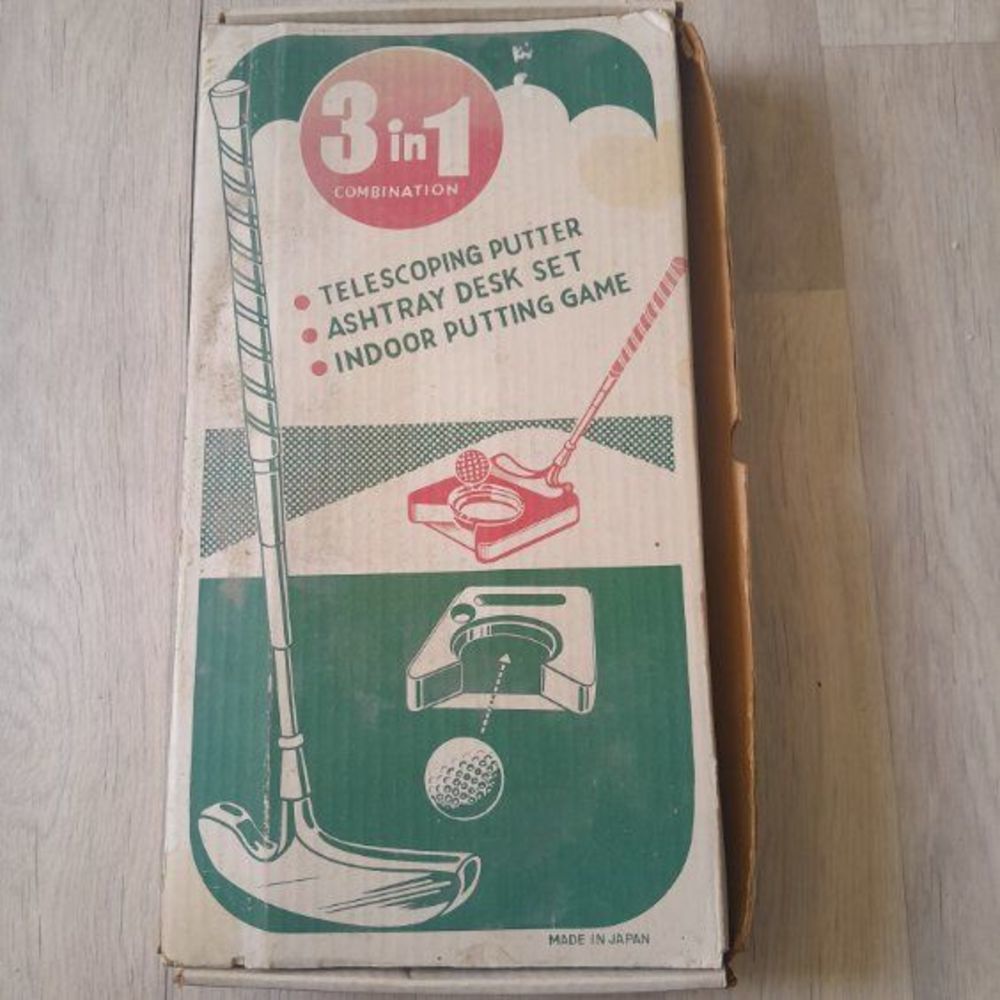 3 in 1
COMBINATION
• TELESCOPING PUTTER
• ASHTRAY DESK SET
• INDOOR PUTTING GAME
MADE IN JAPAN